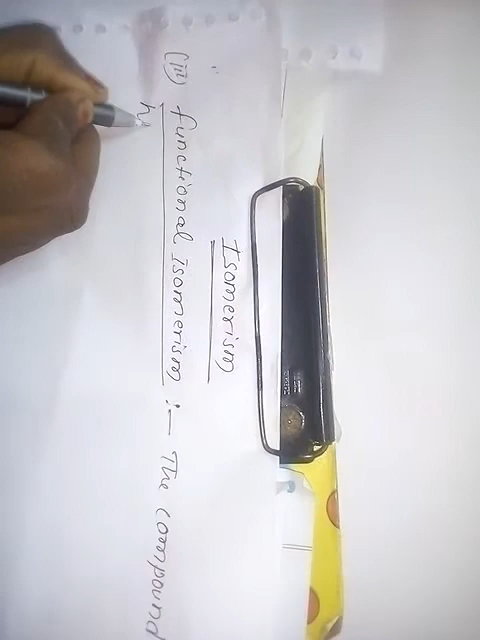 Isomerism
(iii) functional isomerism :- The compound
h